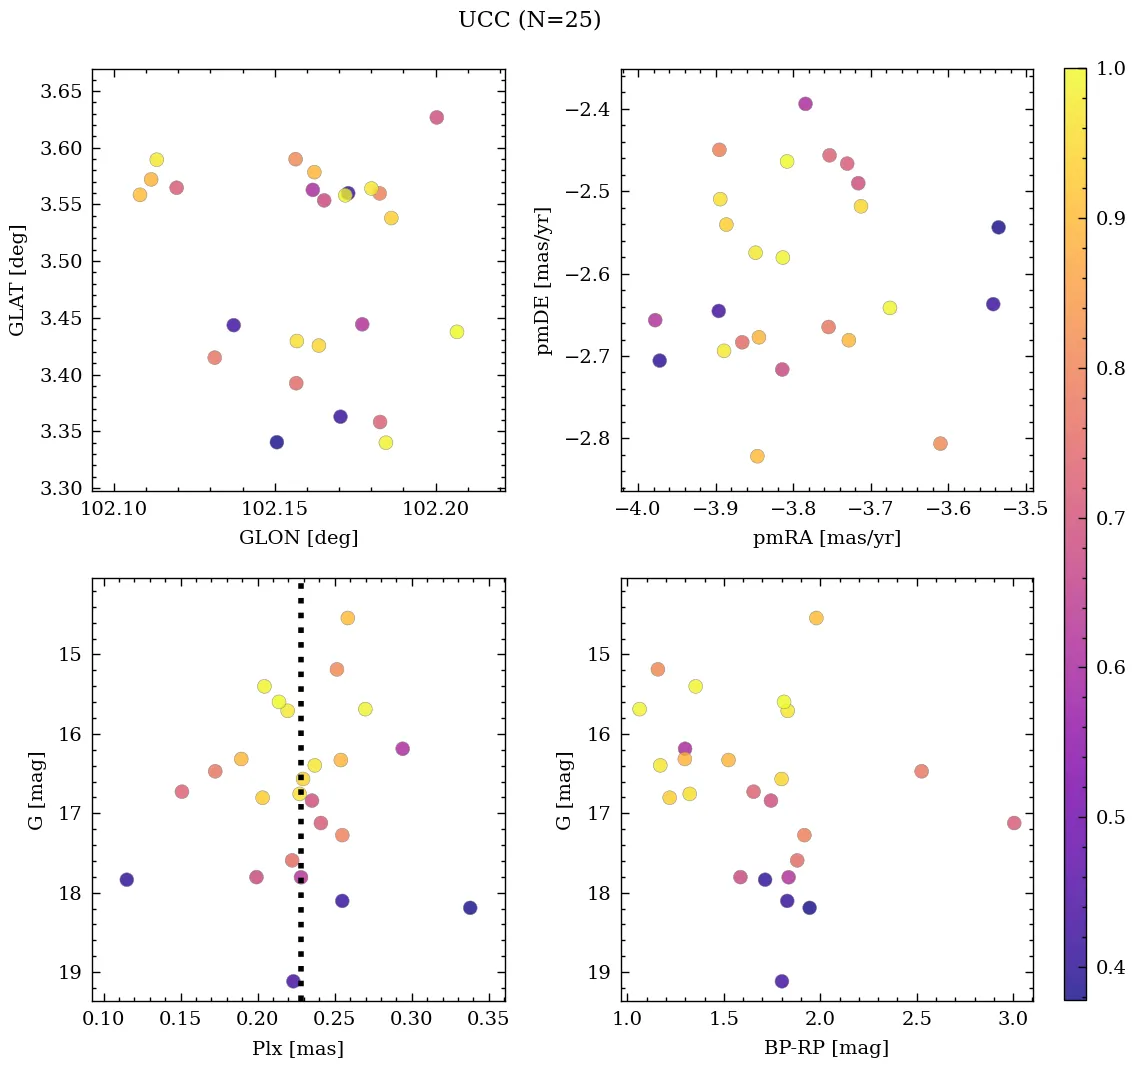 UCC (N=25)
3.65
3.60
3.55
3.50
3.45
3.40
3.35
3.30
GLAT [deg]
102.10 102.15 102.20
GLON [deg]
−2.4
−2.5
−2.6
−2.7
−2.8
pmDE [mas/yr]
−4.0 −3.9 −3.8 −3.7 −3.6 −3.5
pmRA [mas/yr]
15
16
17
18
19
G [mag]
0.10 0.15 0.20 0.25 0.30 0.35
Plx [mas]
15
16
17
18
19
G [mag]
1.0 1.5 2.0 2.5 3.0
BP-RP [mag]
1.0
0.9
0.8
0.7
0.6
0.5
0.4